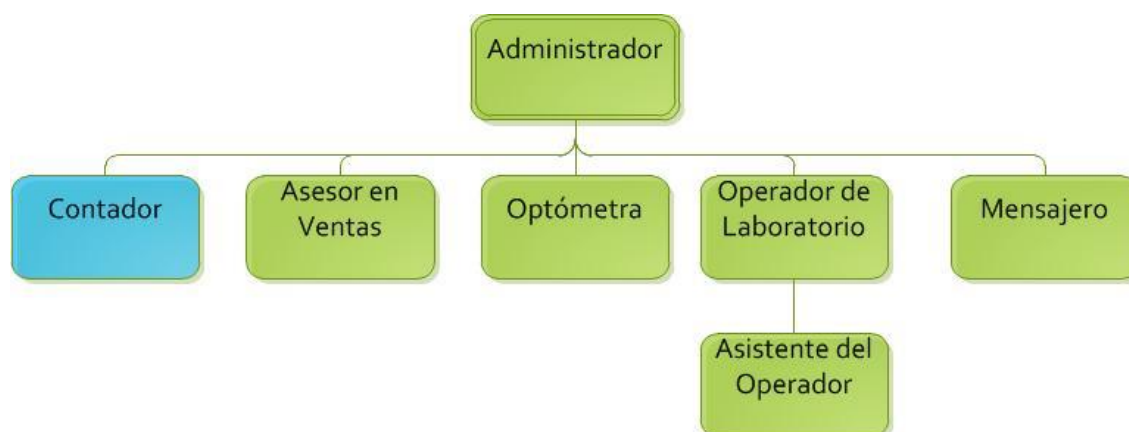 Administrador
Contador
Asesor en
Ventas
Optómetra
Operador de
Laboratorio
Mensajero
Asistente del
Operador